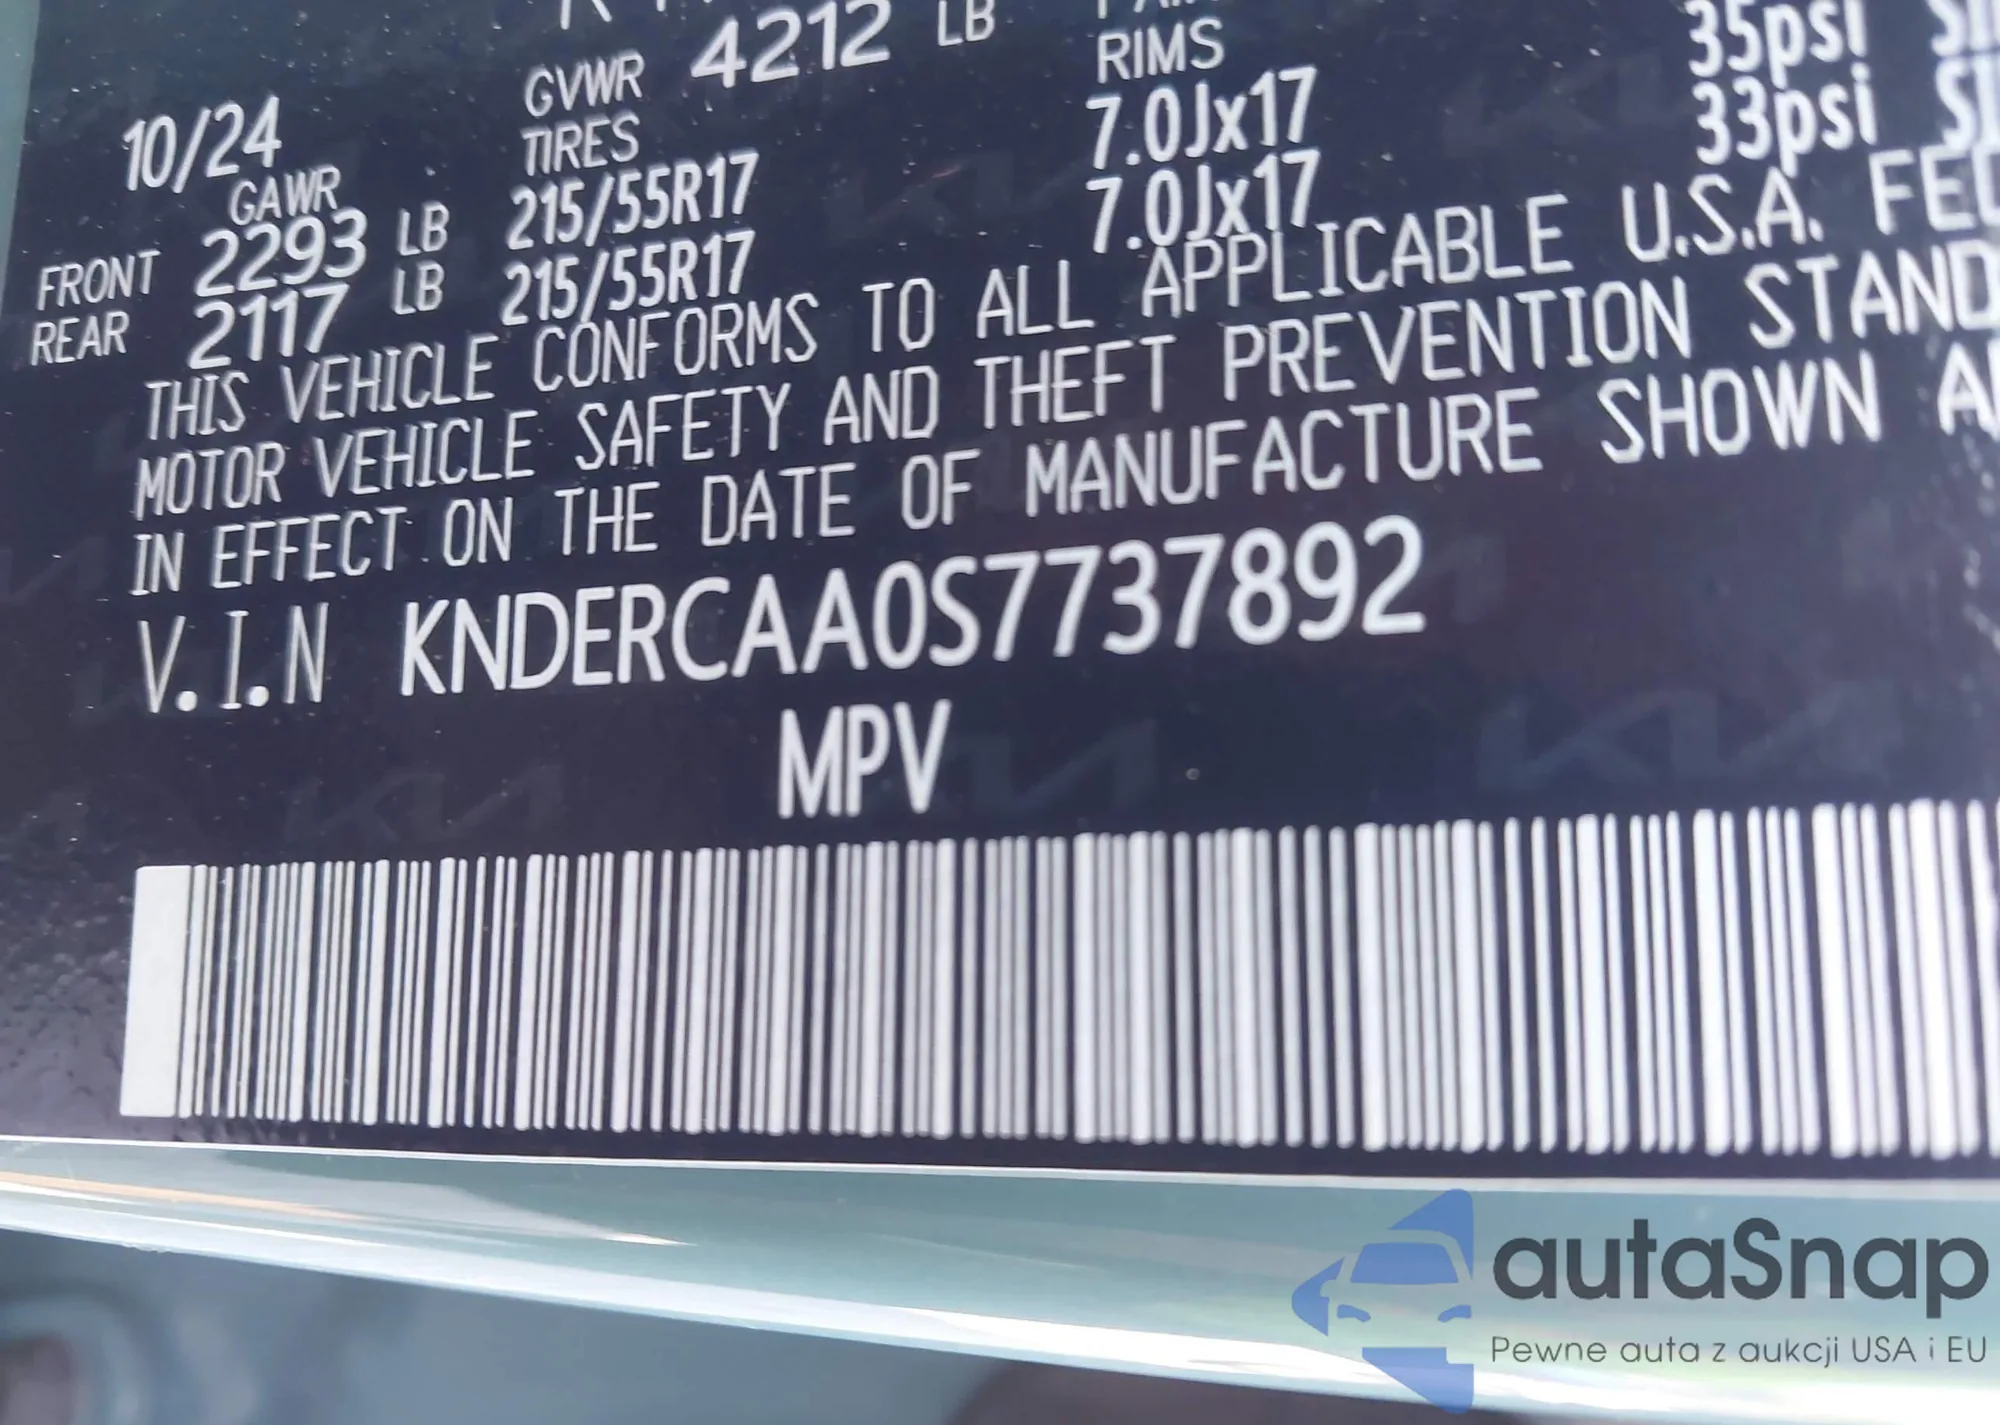 GVWR 4212 LB
10/24 TIRES RIMS 35psi
GAWR 215/55R17 7.0Jx17 33psi
FRONT 2293 LB 215/55R17 7.0Jx17
REAR 2117 LB
THIS VEHICLE CONFORMS TO ALL APPLICABLE U.S.A. FED
MOTOR VEHICLE SAFETY AND THEFT PREVENTION STAND
IN EFFECT ON THE DATE OF MANUFACTURE SHOWN A
V.I.N KNDERCAA0S7737892
MPV
autaSnap
Pewne auta z aukcji USA i EU